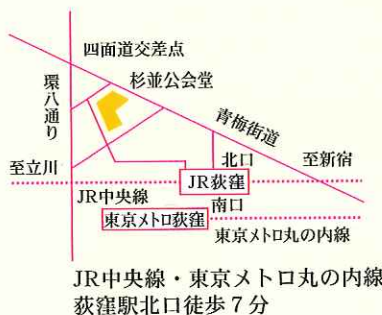 四面道交差点
杉並公会堂
環八通り
青梅街道
北口
至新宿
至立川
JR荻窪
JR中央線
南口
東京メトロ荻窪
東京メトロ丸の内線
JR中央線・東京メトロ丸の内線
荻窪駅北口徒歩7分